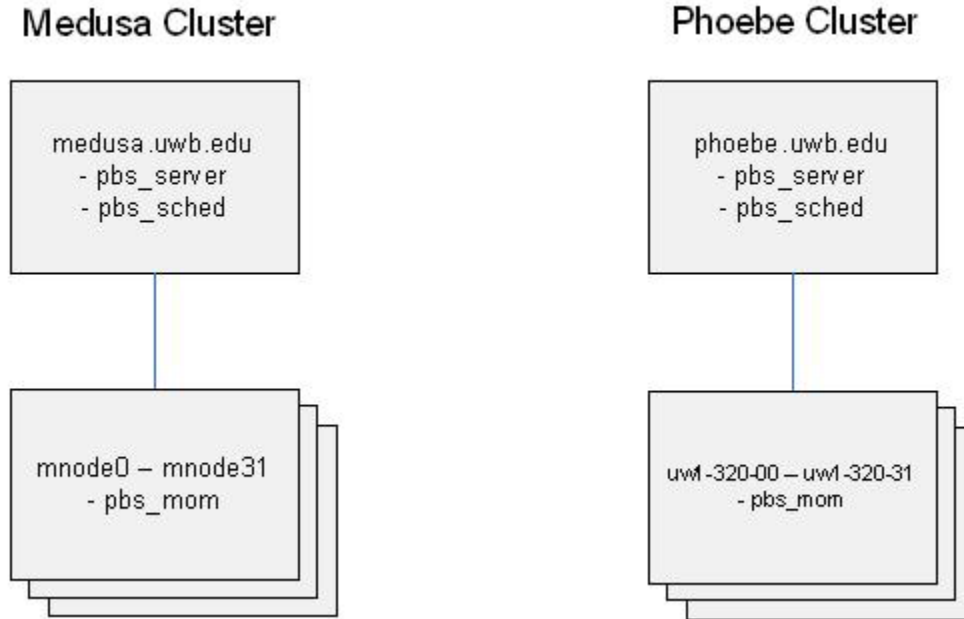 Medusa Cluster
Phoebe Cluster
medusa.uwb.edu
- pbs_server
- pbs_sched
phoebe.uwb.edu
- pbs_server
- pbs_sched
mnode0 – mnode31
- pbs_mom
uw1-320-00 – uw1-320-31
- pbs_mom